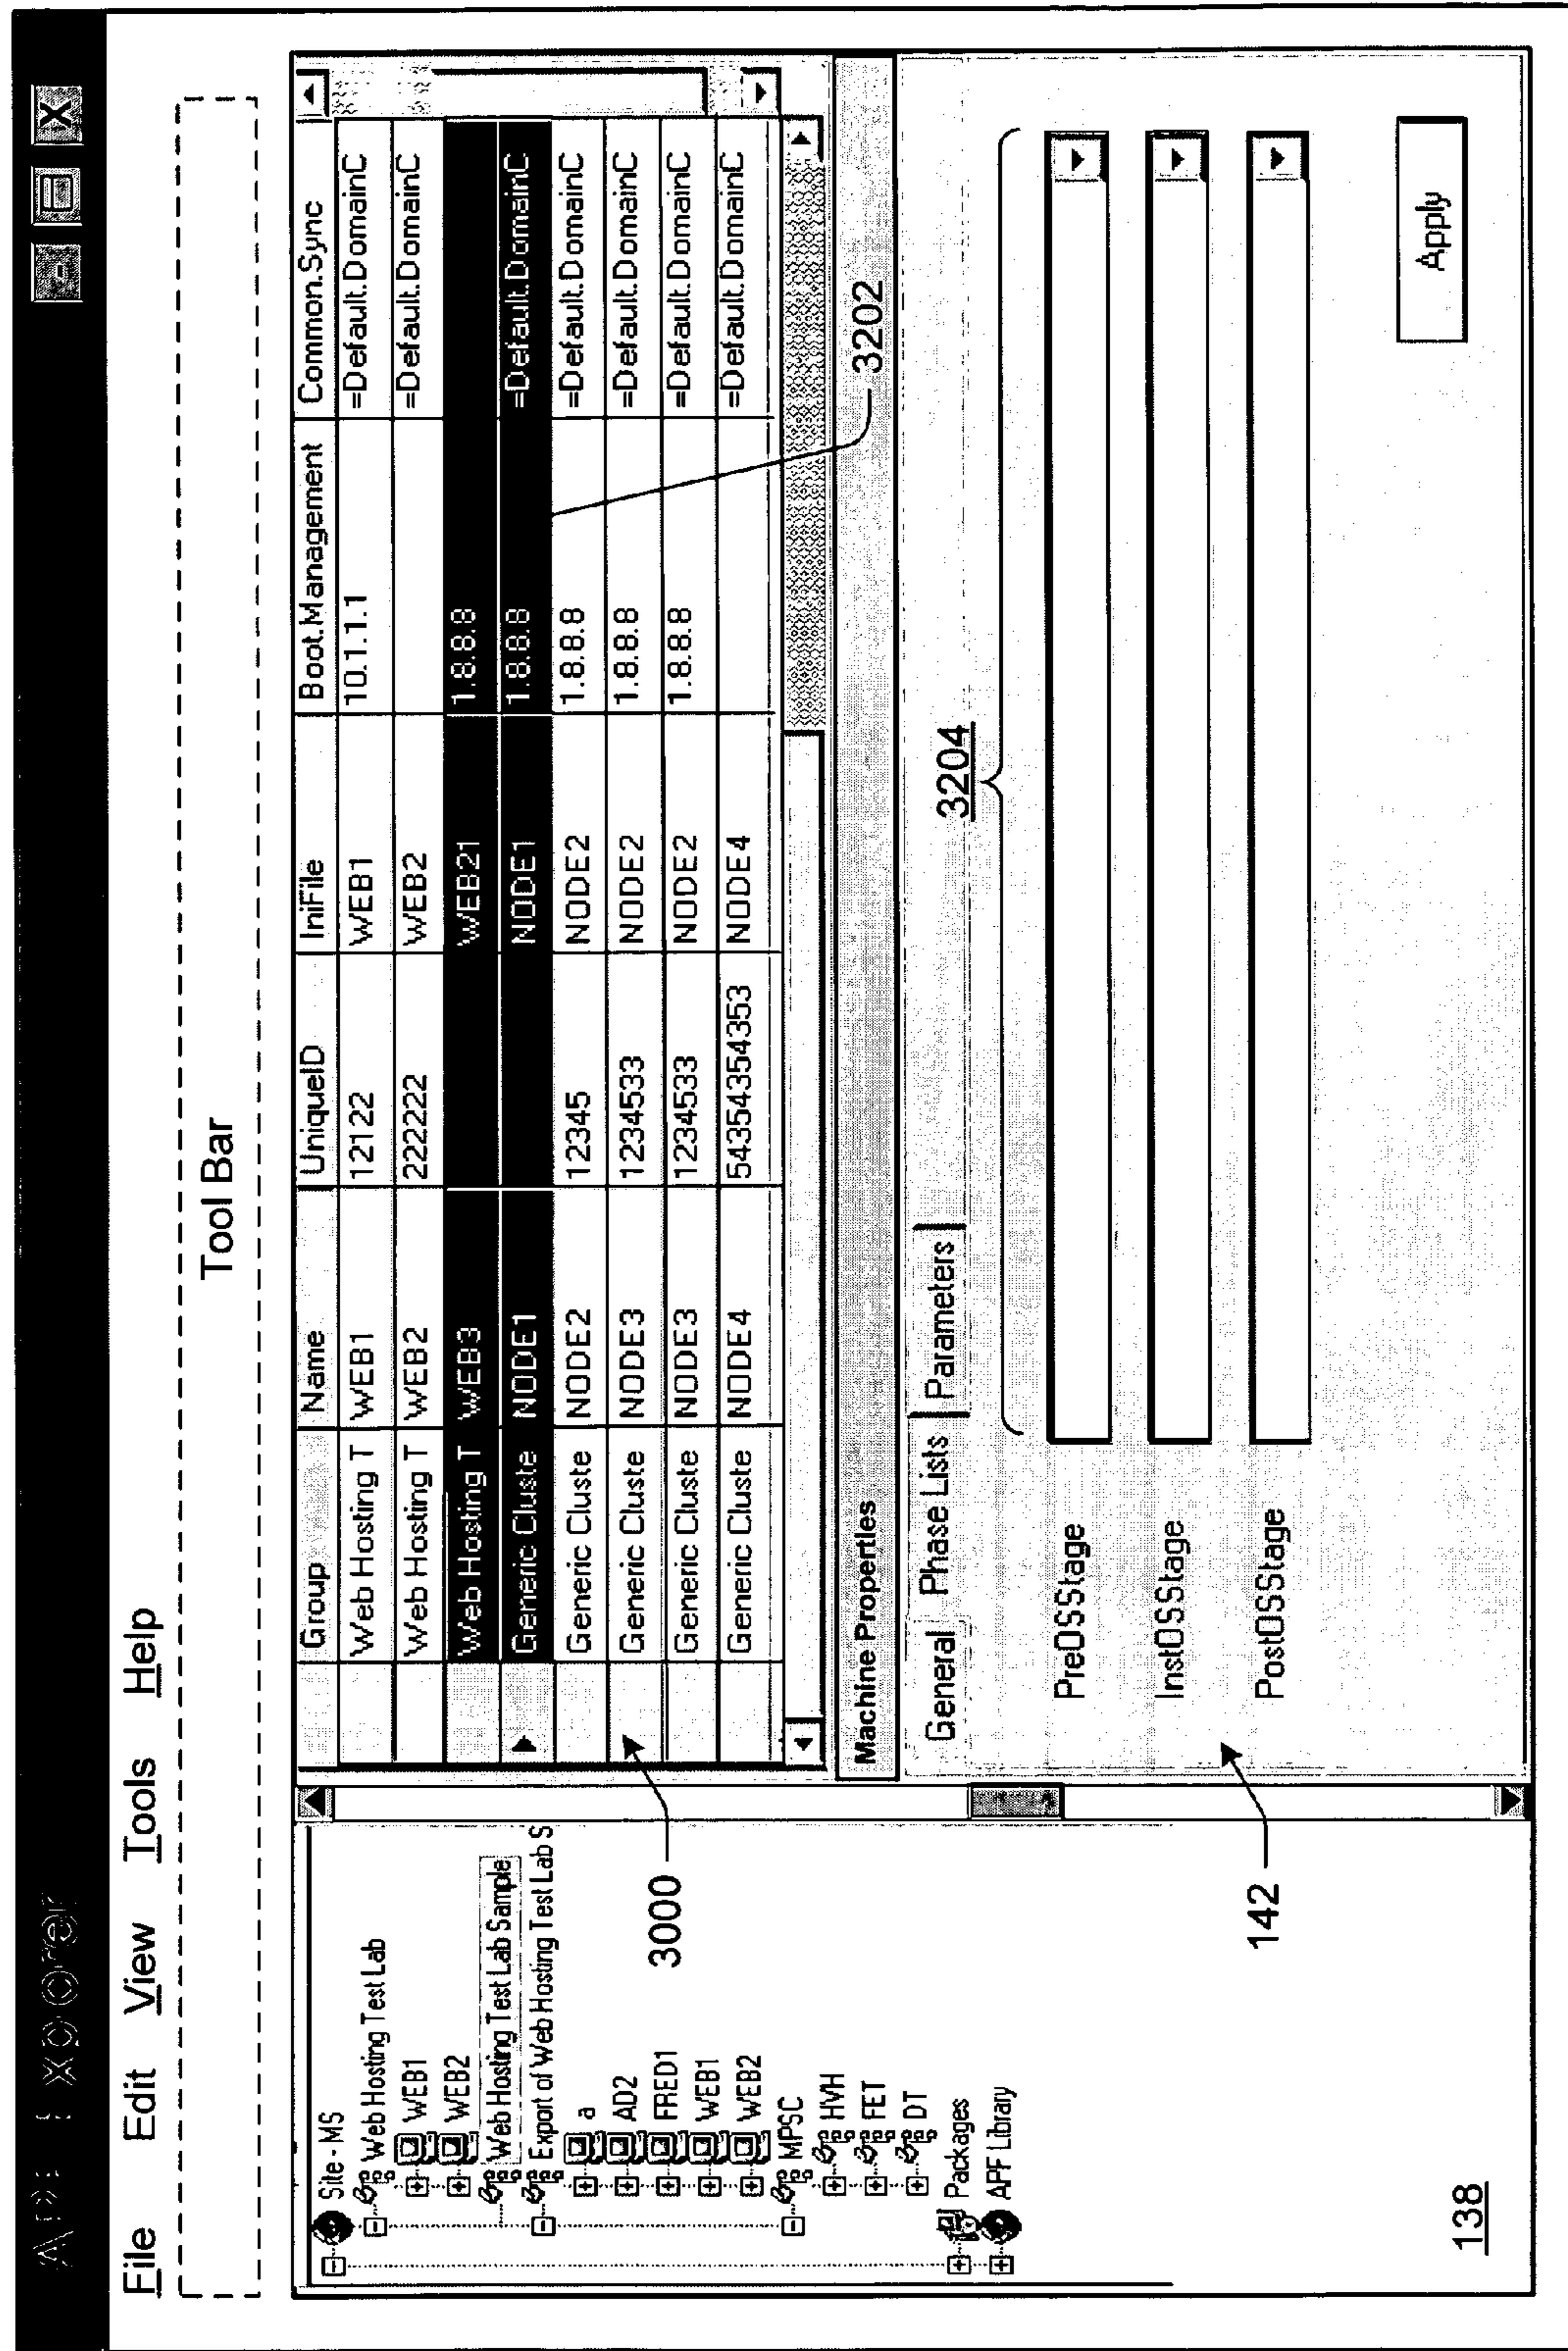 File Edit View Tools Help
Tool Bar
Site - MS
Web Hosting Test Lab
WEB1
WEB2
Web Hosting Test Lab Sample
Export of Web Hosting Test Lab S
a
AD2
FRED1
WEB1
WEB2
MPSC
HVH
FET
DT
Packages
APF Library
138
3000
142
Group Name UniqueID IniFile Boot.Management Common.Sync
Web Hosting T WEB1 12122 WEB1 10.1.1.1 =Default.DomainC
Web Hosting T WEB2 222222 WEB2 =Default.DomainC
Web Hosting T WEB3 WEB21 1.8.8.8
Generic Cluste NODE1 NODE1 1.8.8.8 =Default.DomainC
Generic Cluste NODE2 12345 NODE2 1.8.8.8 =Default.DomainC
Generic Cluste NODE3 1234533 NODE2 1.8.8.8 =Default.DomainC
Generic Cluste NODE3 1234533 NODE2 1.8.8.8 =Default.DomainC
Generic Cluste NODE4 54354354353 NODE4 =Default.DomainC
3202
Machine Properties
General Phase Lists Parameters
3204
PreOSStage
InstOSStage
PostOSStage
Apply